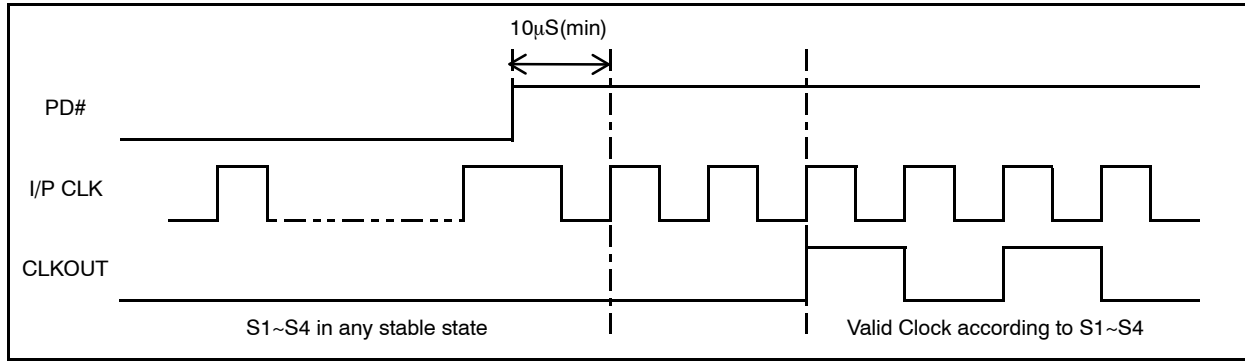 10μS(min)
PD#
I/P CLK
CLKOUT
S1~S4 in any stable state
Valid Clock according to S1~S4